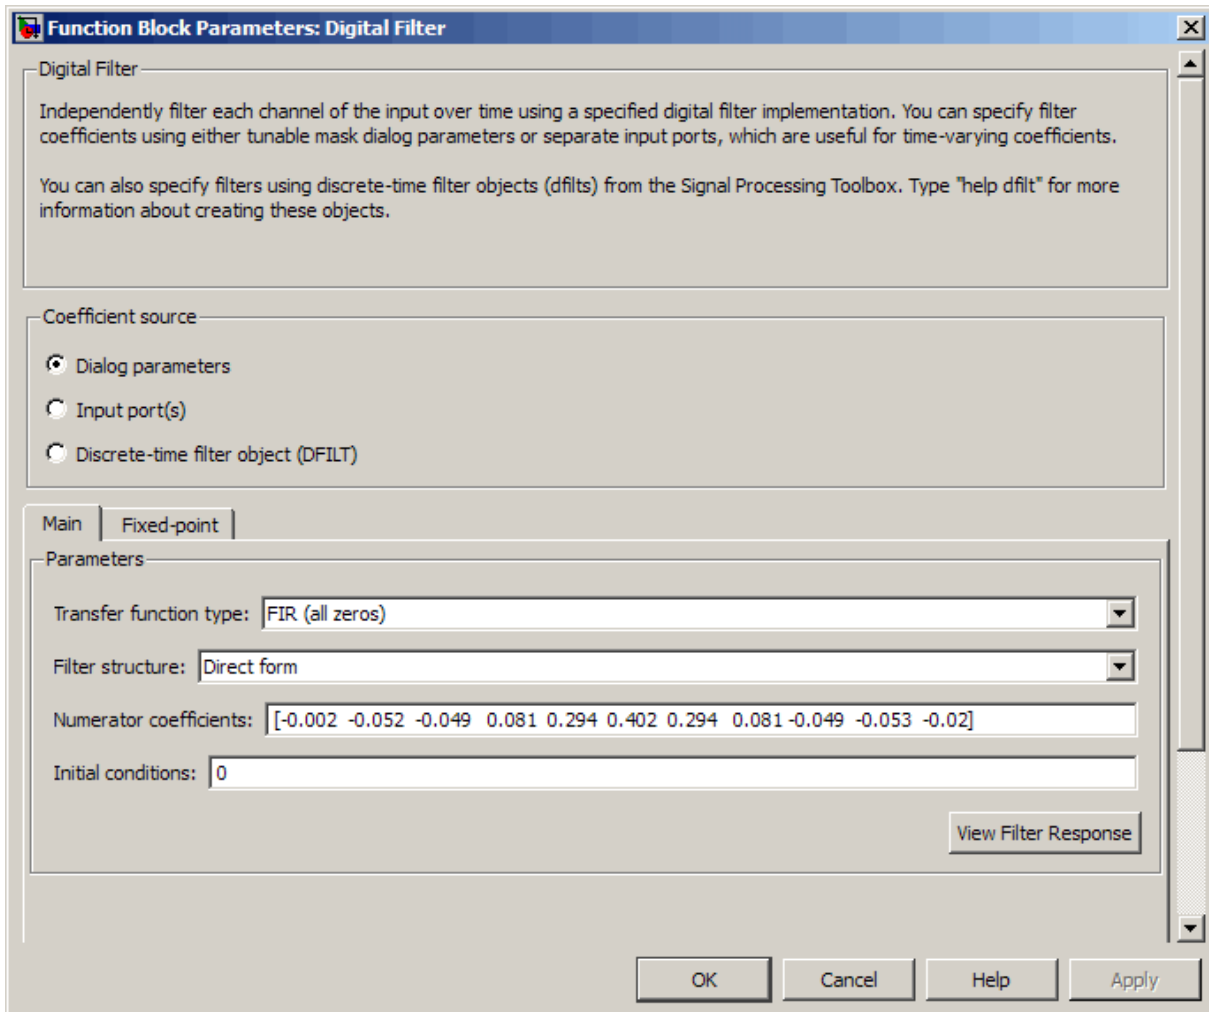 Function Block Parameters: Digital Filter
Digital Filter
Independently filter each channel of the input over time using a specified digital filter implementation. You can specify filter
coefficients using either tunable mask dialog parameters or separate input ports, which are useful for time-varying coefficients.
You can also specify filters using discrete-time filter objects (dfilts) from the Signal Processing Toolbox. Type "help dfilt" for more
information about creating these objects.
Coefficient source
Dialog parameters
Input port(s)
Discrete-time filter object (DFILT)
Main Fixed-point
Parameters
Transfer function type: FIR (all zeros)
Filter structure: Direct form
Numerator coefficients: [-0.002 -0.052 -0.049 0.081 0.294 0.402 0.294 0.081 -0.049 -0.053 -0.02]
Initial conditions: 0
View Filter Response
OK Cancel Help Apply